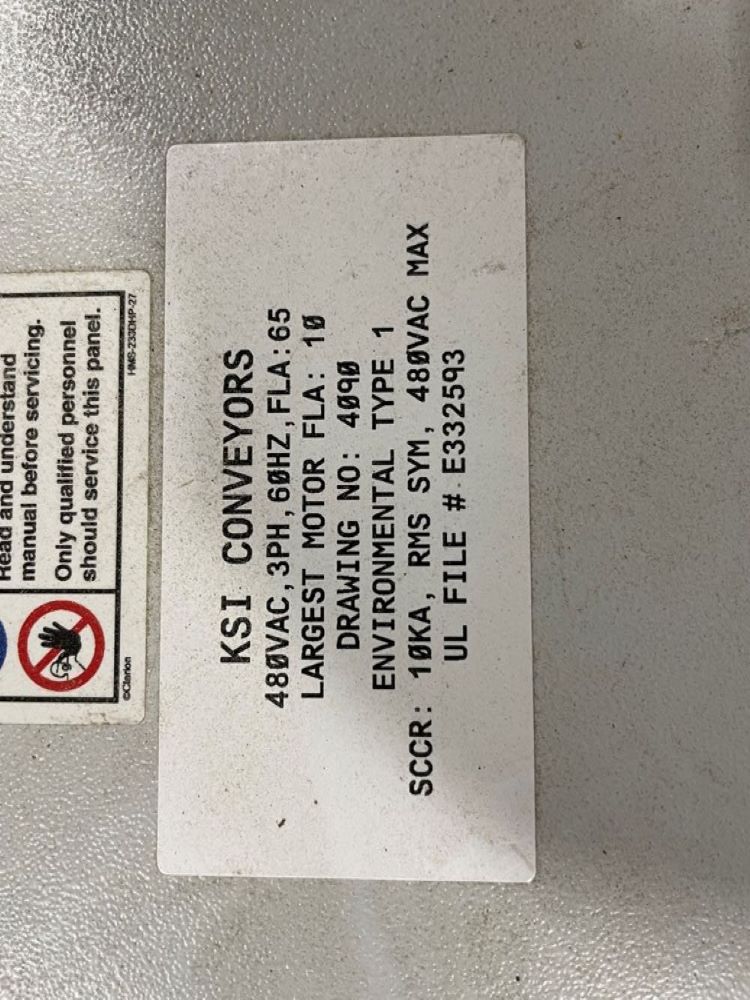 Read and understand
manual before servicing.
Only qualified personnel
should service this panel.
©Clarion
HMS-233DHP-27
KSI CONVEYORS
480VAC,3PH,60HZ,FLA:65
LARGEST MOTOR FLA: 10
DRAWING NO: 4090
ENVIRONMENTAL TYPE 1
SCCR: 10KA, RMS SYM, 480VAC MAX
UL FILE # E332593